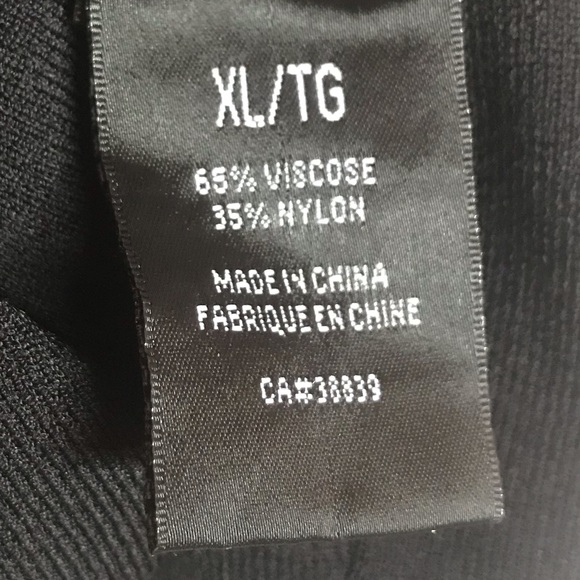 XL/TG
65% VISCOSE
35% NYLON
MADE IN CHINA
FABRIQUE EN CHINE
CA#38839